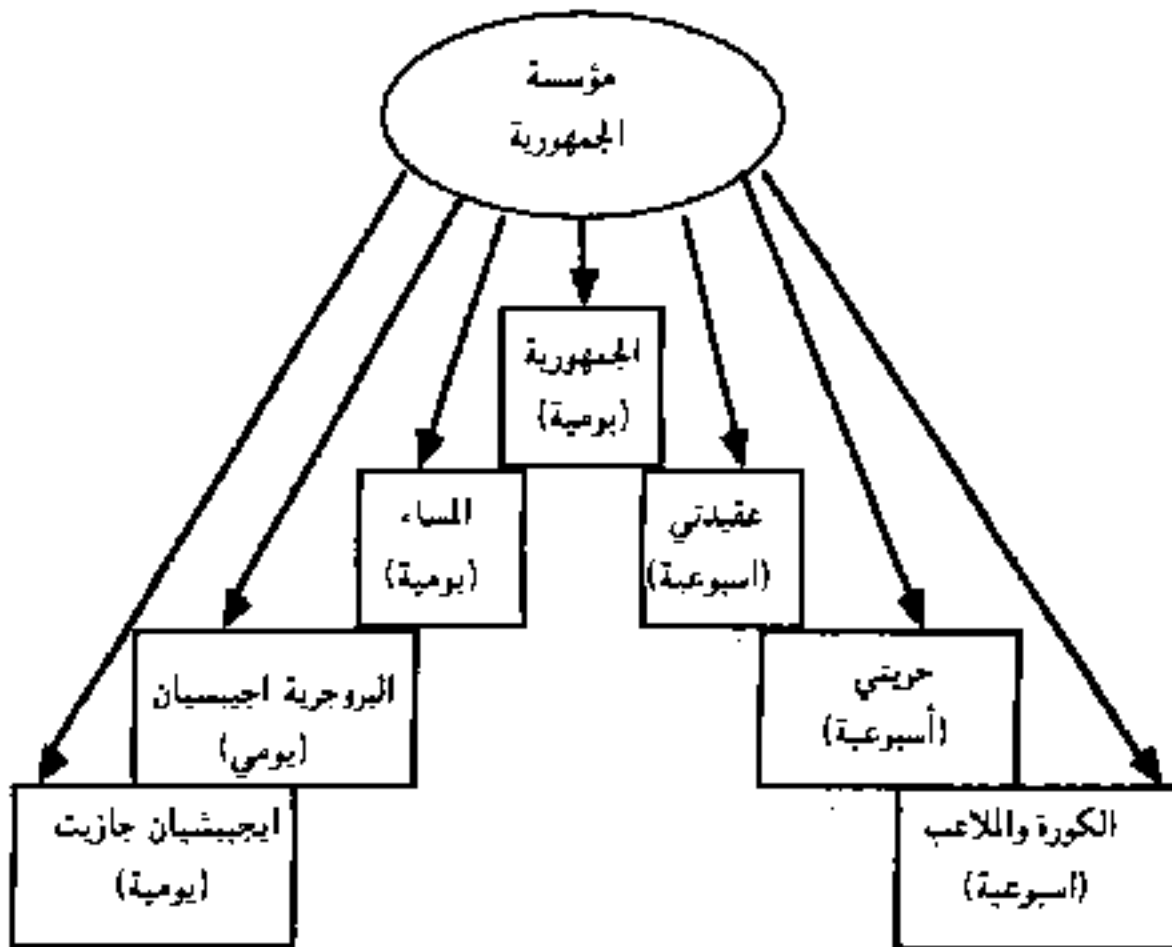 مؤسسة
الجمهورية
الجمهورية
(يومية)
عقيدتي
(اسبوعية)
المساء
(يومية)
حريتي
(أسبوعية)
البروجرية اجيبسيان
(يومي)
الكورة والملاعب
(اسبوعية)
ايجيبشيان جازيت
(يومية)